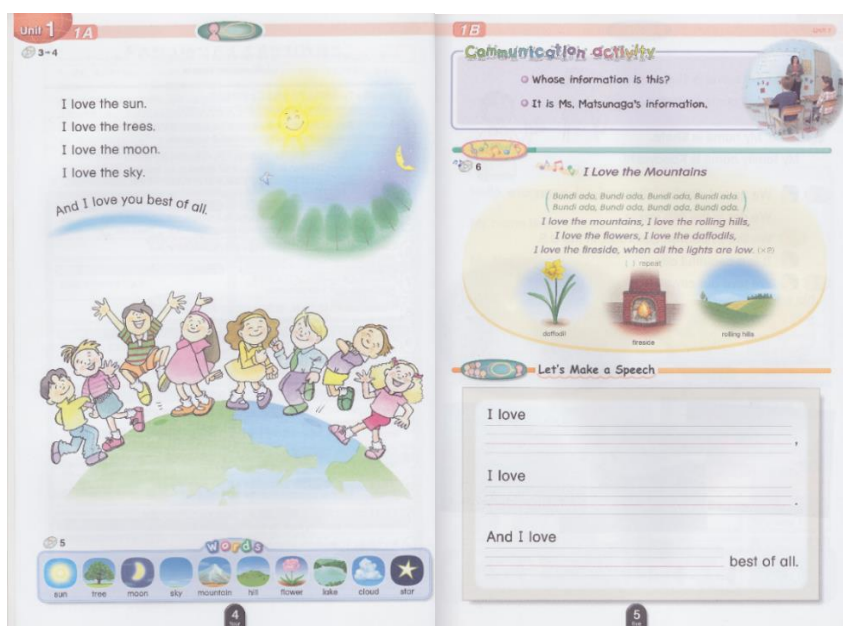 Unit 1 1A
3-4
I love the sun.
I love the trees.
I love the moon.
I love the sky.
And I love you best of all.
5
Words
sun tree moon sky mountain hill flower lake cloud star
4
1B
Communication activity
Whose information is this?
It is Ms. Matsunaga's information.
6
I Love the Mountains
Bundi ada, Bundi ada, Bundi ada, Bundi ada.
Bundi ada, Bundi ada, Bundi ada, Bundi ada.
I love the mountains, I love the rolling hills,
I love the flowers, I love the daffodils,
I love the fireside, when all the lights are low.
( ) repeat
daffodil
fireside
rolling hills
Let's Make a Speech
I love
,
I love
.
And I love
best of all.
5